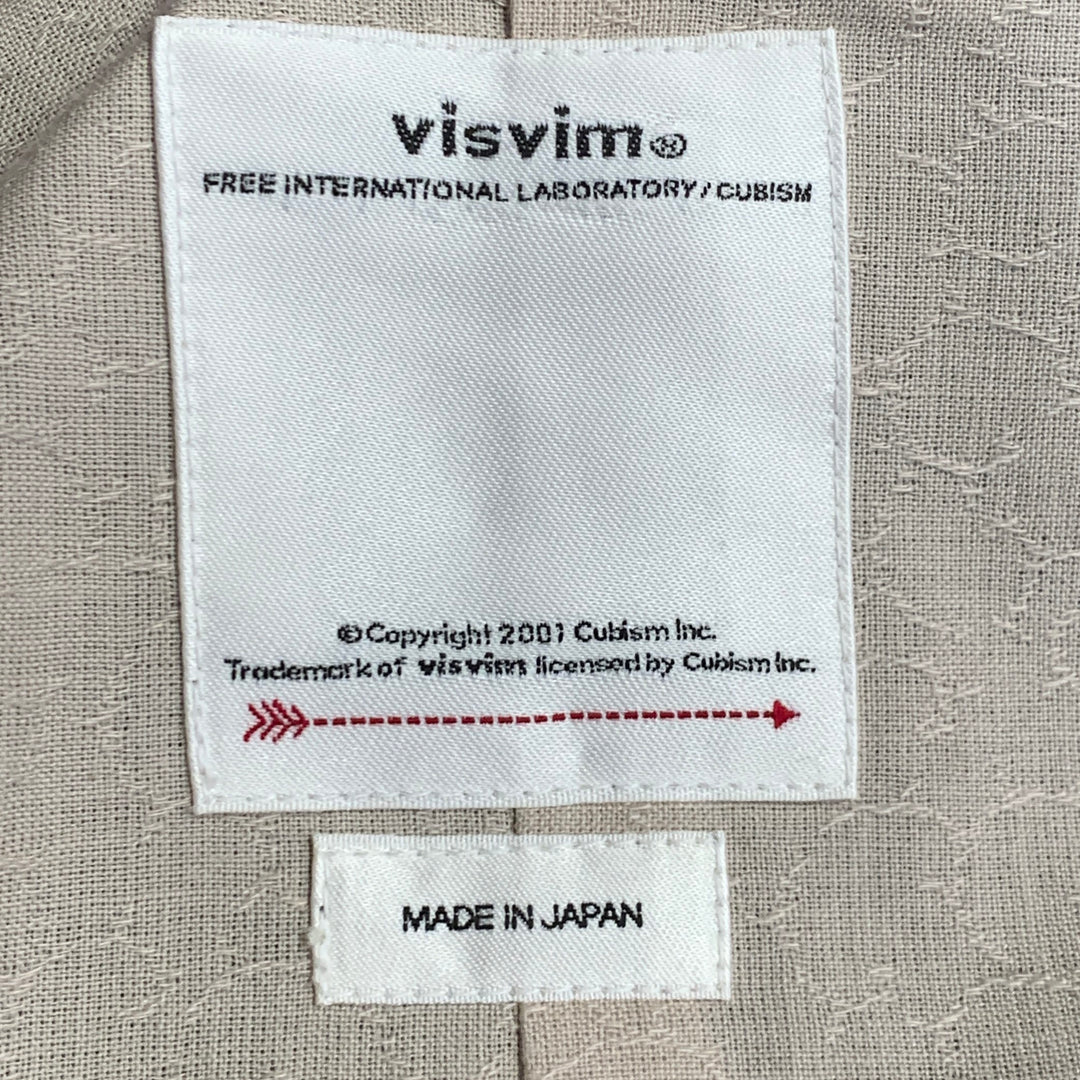 visvim®
FREE INTERNATIONAL LABORATORY/CUBISM
© Copyright 2001 Cubism Inc.
Trademark of visvim licensed by Cubism Inc.
MADE IN JAPAN